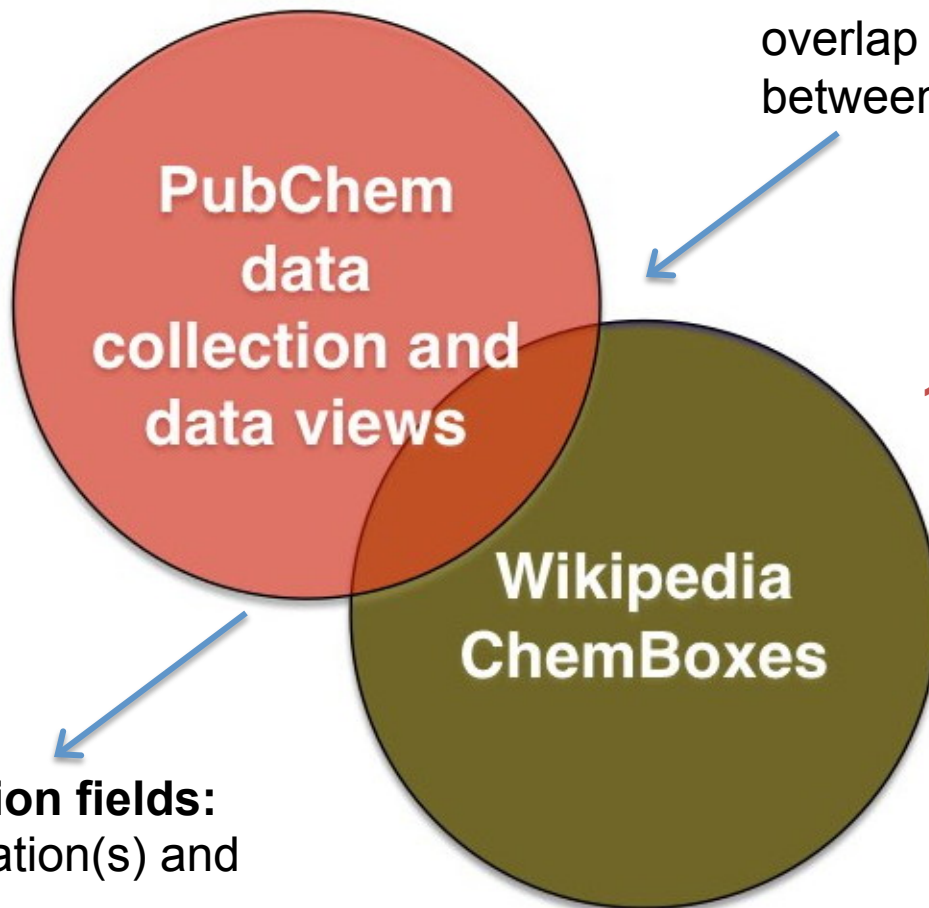 overlap
between
PubChem
data
collection and
data views
Wikipedia
ChemBoxes
ion fields:
ation(s) and